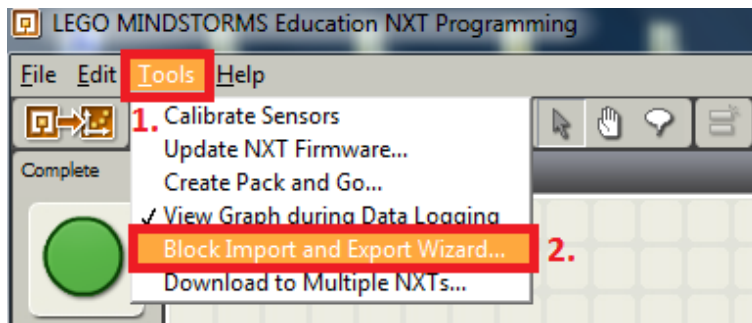 LEGO MINDSTORMS Education NXT Programming
File Edit Tools Help
1. Calibrate Sensors
Update NXT Firmware...
Complete
Create Pack and Go...
✓ View Graph during Data Logging
Block Import and Export Wizard... 2.
Download to Multiple NXTs...